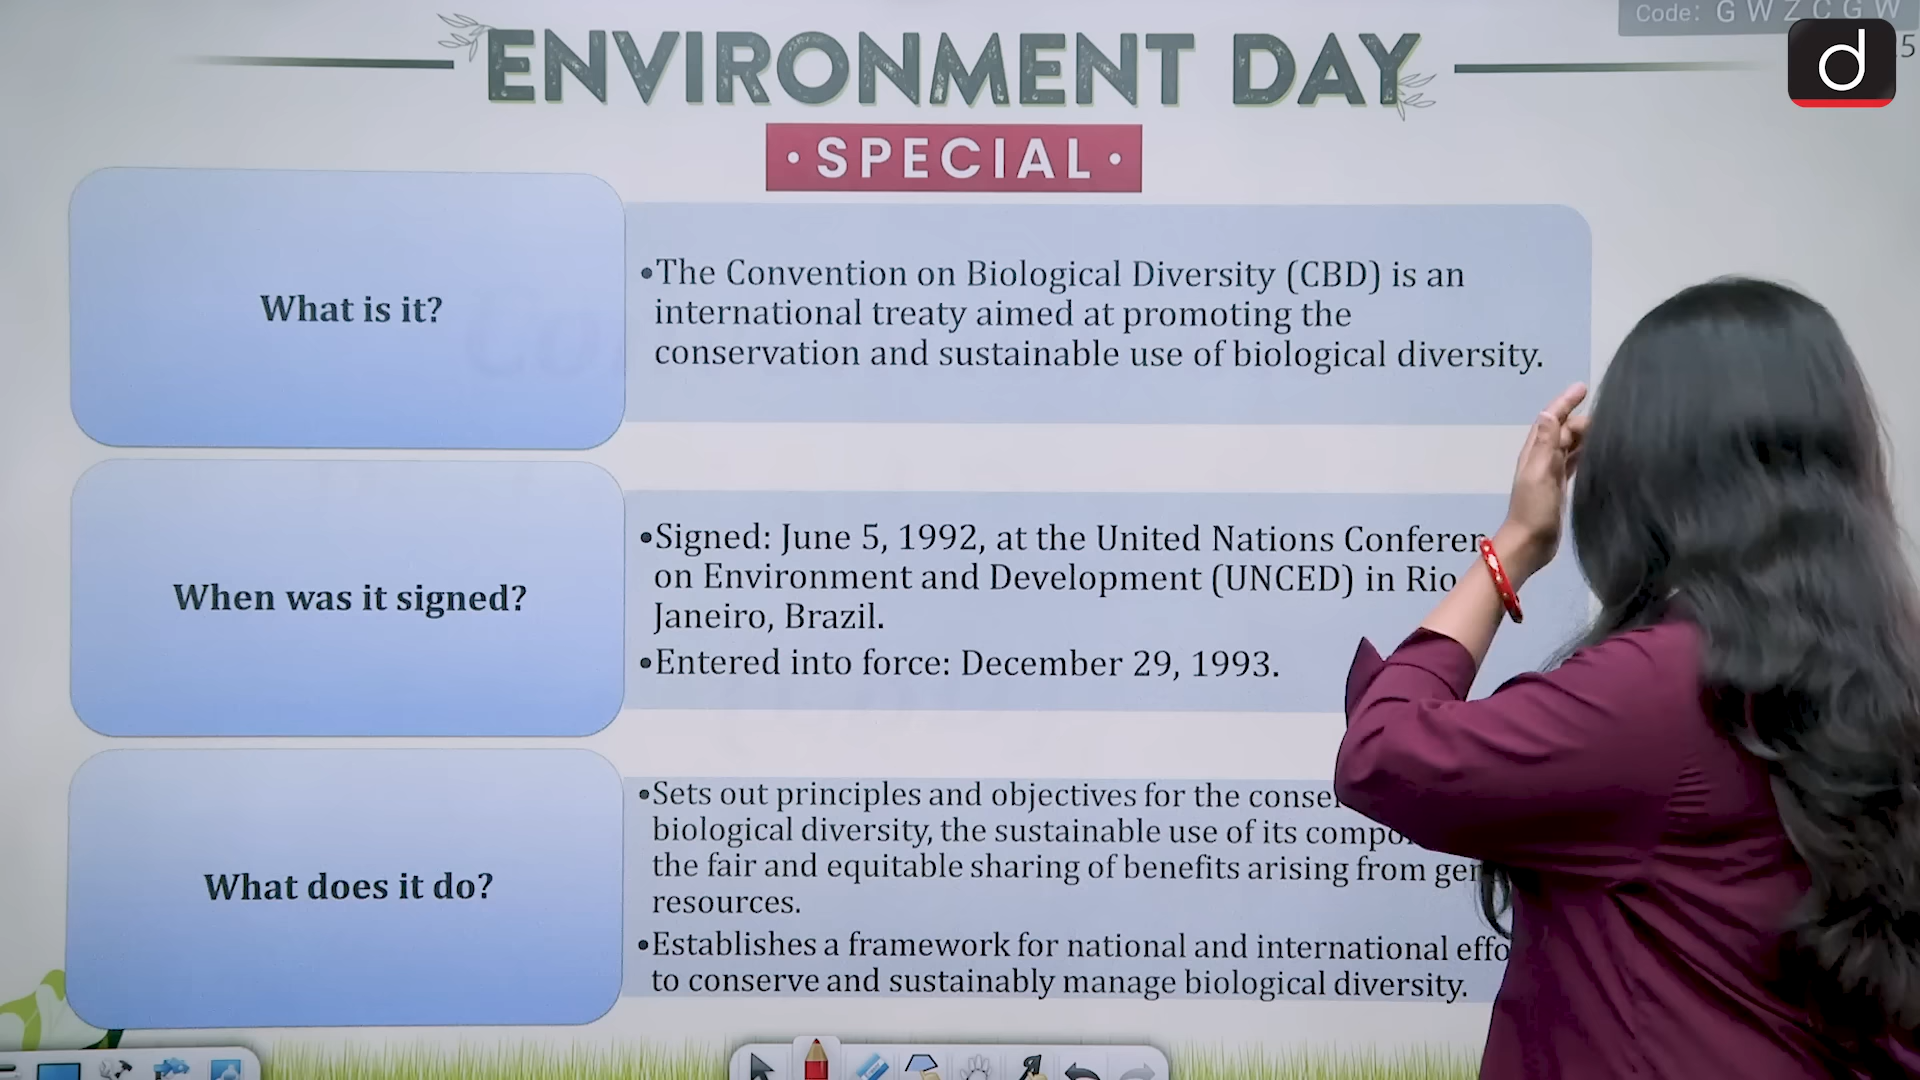 Code: G W Z C G W
d
5
ENVIRONMENT DAY
• SPECIAL •
What is it?
•The Convention on Biological Diversity (CBD) is an
international treaty aimed at promoting the
conservation and sustainable use of biological diversity.
When was it signed?
•Signed: June 5, 1992, at the United Nations
on Environment and Development (UNCED) in Rio
Janeiro, Brazil.
•Entered into force: December 29, 1993.
What does it do?
•Sets out principles and objectives for the
biological diversity, the sustainable use of its
the fair and equitable sharing of benefits arising from
resources.
•Establishes a framework for national and international
to conserve and sustainably manage biological diversity.